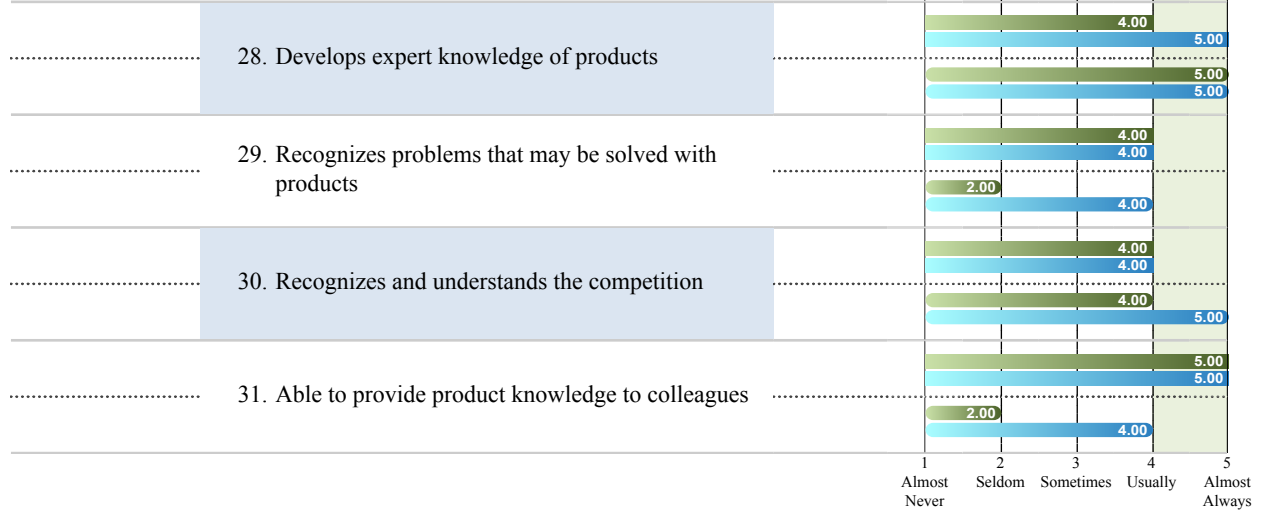 4.00
28. Develops expert knowledge of products
5.00
5.00
5.00
4.00
29. Recognizes problems that may be solved with
products
4.00
2.00
4.00
4.00
30. Recognizes and understands the competition
4.00
4.00
5.00
5.00
31. Able to provide product knowledge to colleagues
5.00
2.00
4.00
1 2 3 4 5
Almost Seldom Sometimes Usually Almost
Never Always